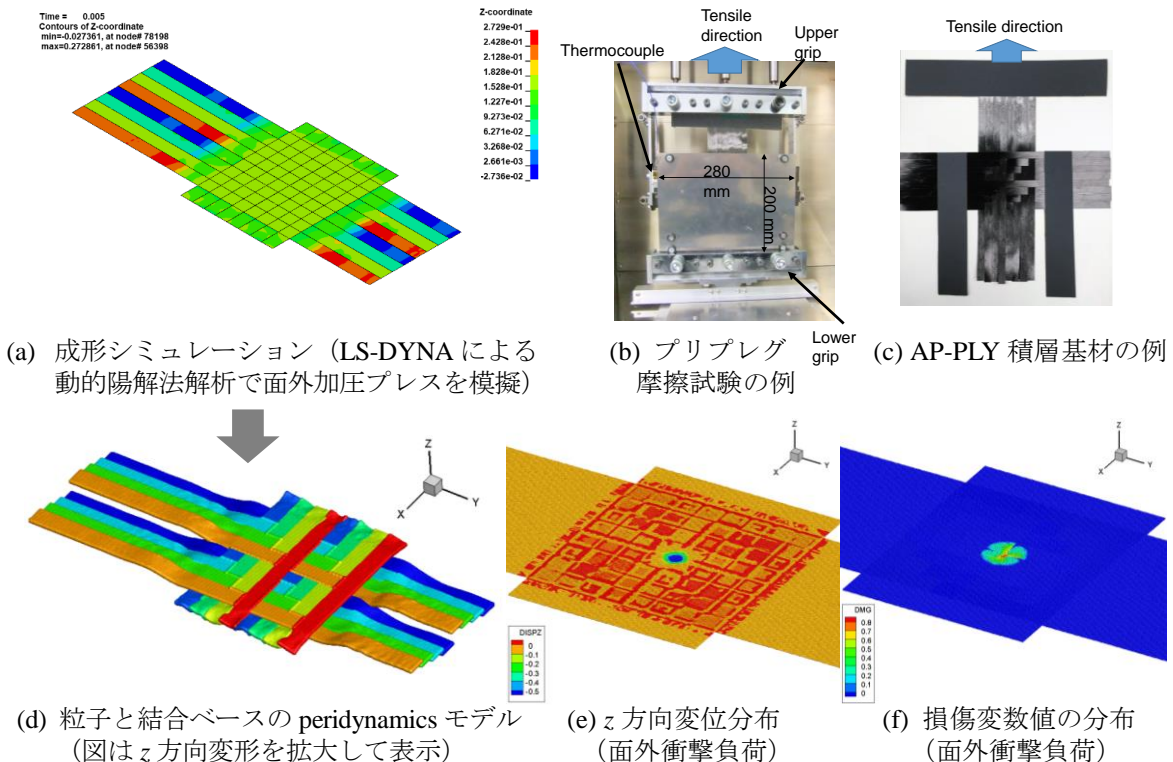 Time = 0.005
Contours of Z-coordinate
min=-0.027361, at node# 78198
max=0.272861, at node# 56398
Z-coordinate
2.729e-01
2.428e-01
2.128e-01
1.828e-01
1.528e-01
1.227e-01
9.273e-02
6.271e-02
3.268e-02
2.661e-03
-2.736e-02
(a) 成形シミュレーション（LS-DYNA による
動的陽解法解析で面外加圧プレスを模擬）
Tensile
direction
Upper
grip
Thermocouple
280
mm
200 mm
Lower
grip
(b) プリプレグ
摩擦試験の例
Tensile direction
(c) AP-PLY 積層基材の例
Z
X
Y
(d) 粒子と結合ベースの peridynamics モデル
（図は z 方向変形を拡大して表示）
Z
X
Y
DISPZ
0
-0.1
-0.2
-0.3
-0.4
-0.5
(e) z 方向変位分布
（面外衝撃負荷）
Z
X
Y
DMG
0.8
0.7
0.6
0.5
0.4
0.3
0.2
0.1
0
(f) 損傷変数値の分布
（面外衝撃負荷）